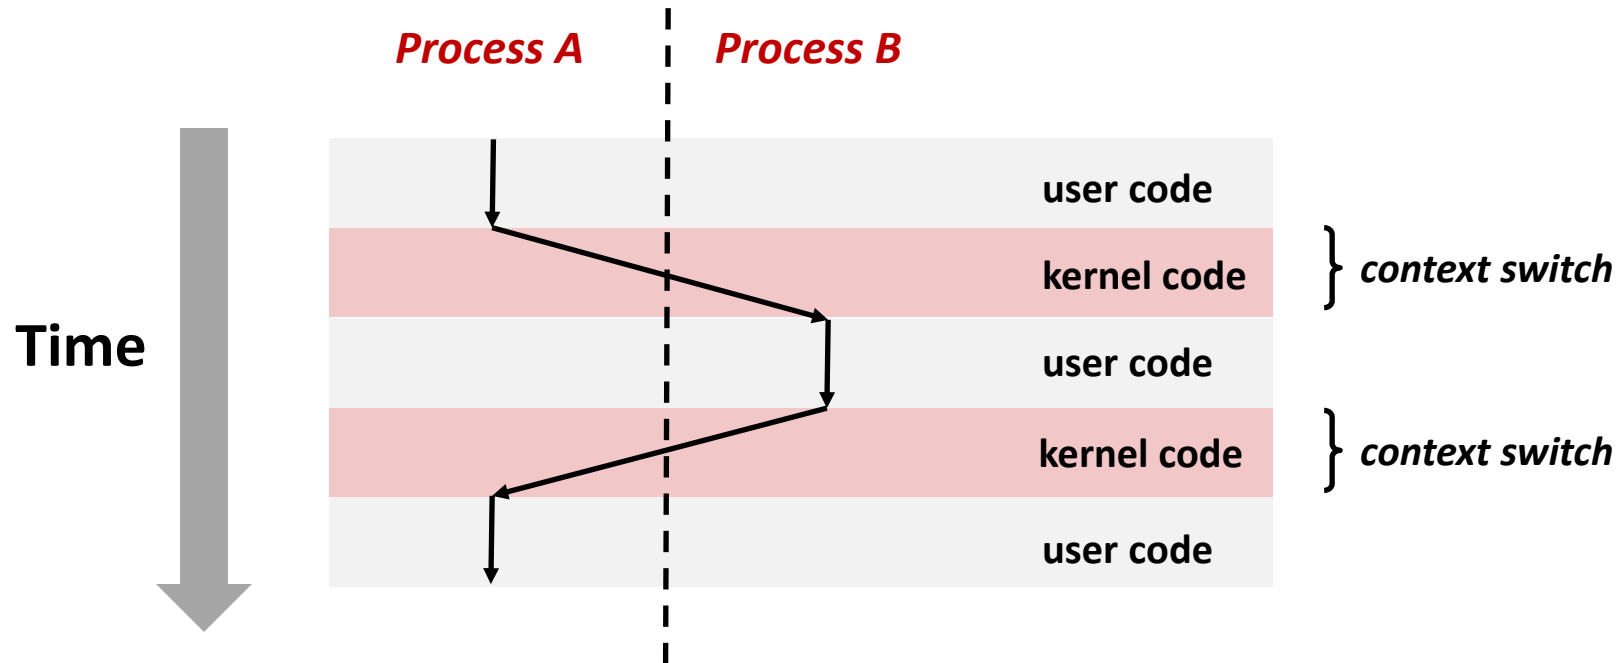 Process A
Process B
user code
kernel code
context switch
Time
user code
kernel code
context switch
user code